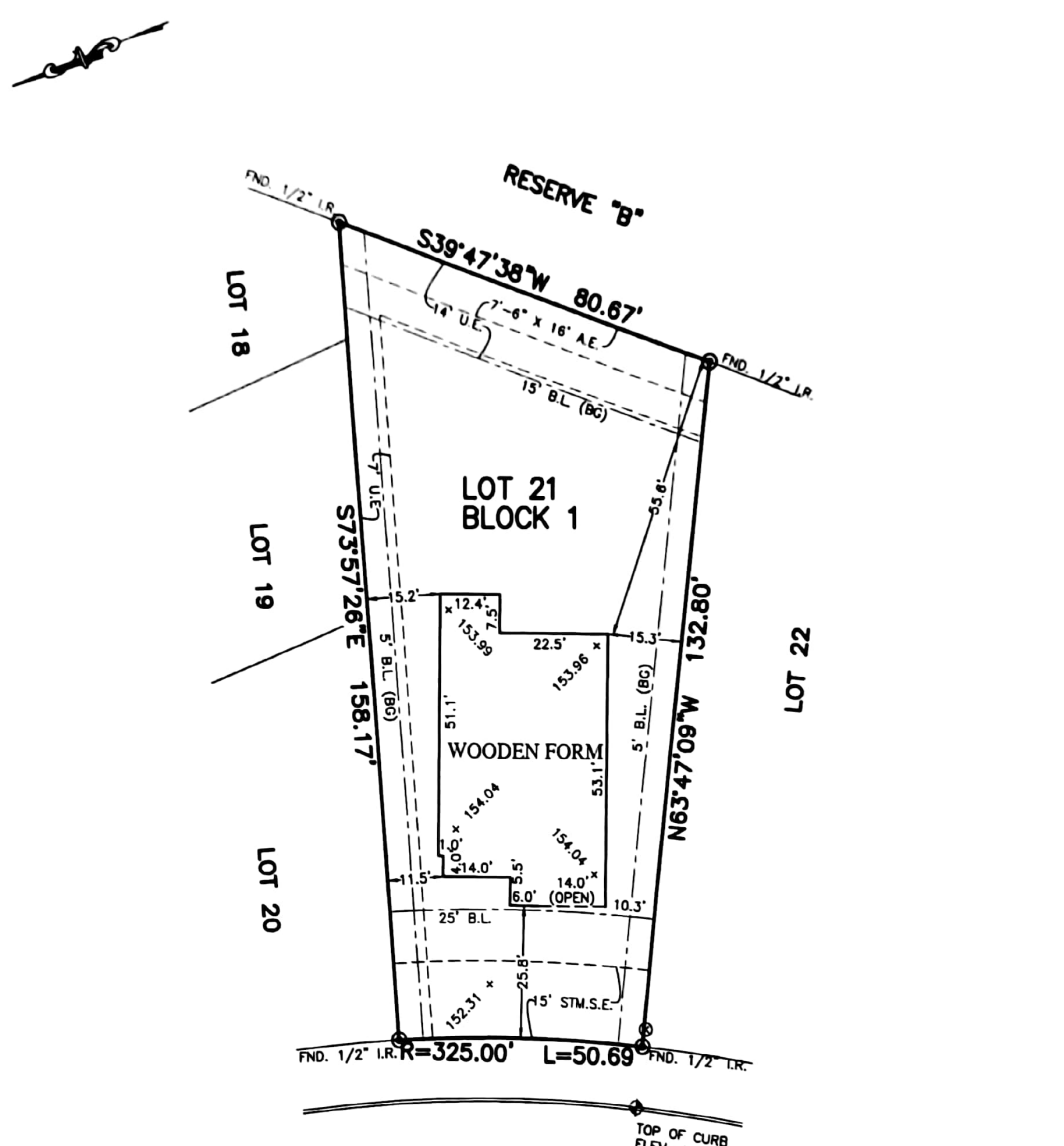 RESERVE "B"
FND. 1/2" I.R.
S39°47'38"W 80.67'
LOT 18
14' U.E.
7'-6" X 16' A.E.
FND. 1/2" I.R.
15' B.L. (BG)
7' U.E.
55.8'
LOT 21
BLOCK 1
S73°57'26"E 158.17'
LOT 19
15.2'
12.4'
7.5'
153.99
22.5'
153.96
15.3'
N63°47'09"W 132.80'
LOT 22
5' B.L. (BG)
5' B.L. (BG)
51.1'
WOODEN FORM
53.1'
154.04
154.04
1.0'
4.0'
14.0'
5.5'
14.0'
11.5'
6.0'
(OPEN)
10.3'
LOT 20
25' B.L.
25.8'
152.31
15' STM.S.E.
FND. 1/2" I.R.
R=325.00'
L=50.69
FND. 1/2" I.R.
TOP OF CURB